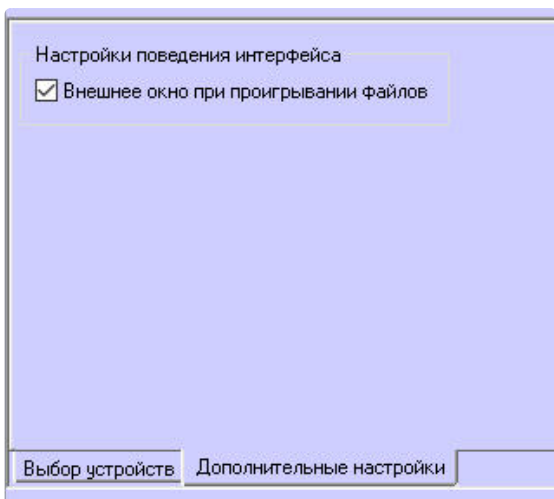 Настройки поведения интерфейса
Внешнее окно при проигрывании файлов
Выбор устройств
Дополнительные настройки